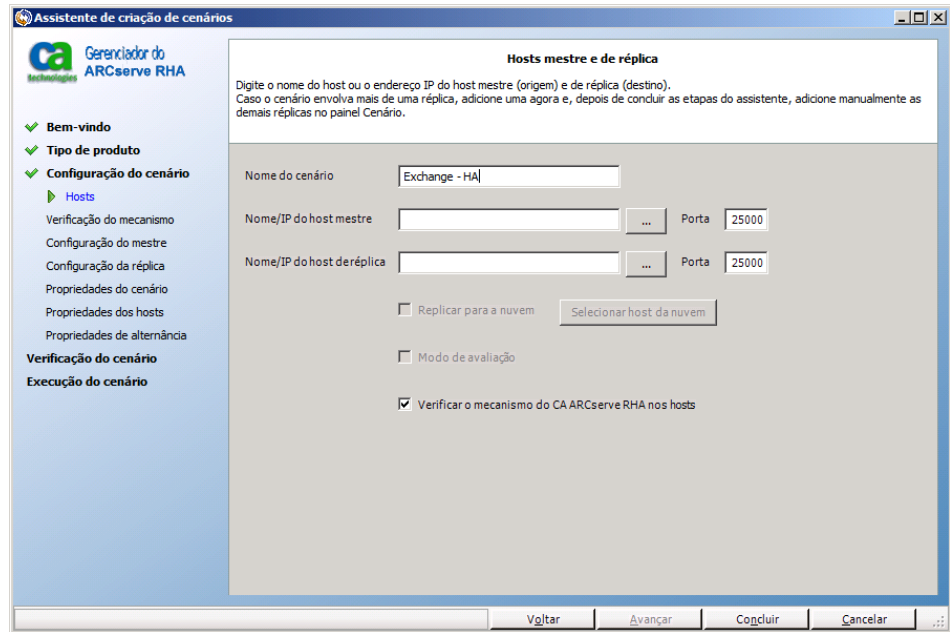 Assistente de criação de cenários
ca
technologies
Gerenciador do
ARCserve RHA
Bem-vindo
Tipo de produto
Configuração do cenário
Hosts
Verificação do mecanismo
Configuração do mestre
Configuração da réplica
Propriedades do cenário
Propriedades dos hosts
Propriedades de alternância
Verificação do cenário
Execução do cenário
Hosts mestre e de réplica
Digite o nome do host ou o endereço IP do host mestre (origem) e de réplica (destino).
Caso o cenário envolva mais de uma réplica, adicione uma agora e, depois de concluir as etapas do assistente, adicione manualmente as
demais réplicas no painel Cenário.
Nome do cenário Exchange - HA
Nome/IP do host mestre ... Porta 25000
Nome/IP do host de réplica ... Porta 25000
Replicar para a nuvem Selecionar host da nuvem
Modo de avaliação
Verificar o mecanismo do CA ARCserve RHA nos hosts
Voltar Avançar Concluir Cancelar